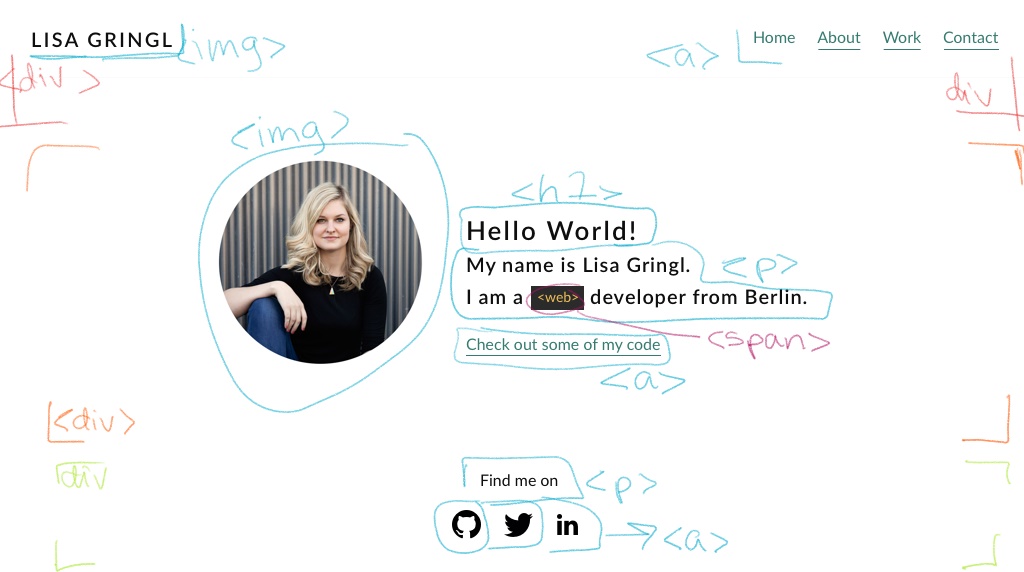 LISA GRINGL <img> <a> Home About Work Contact
<div> div
<img>
<h1>
Hello World!
My name is Lisa Gringl. <p>
I am a <web> developer from Berlin.
<span>
Check out some of my code
<a>
<div>
div
Find me on <p>
in <a>